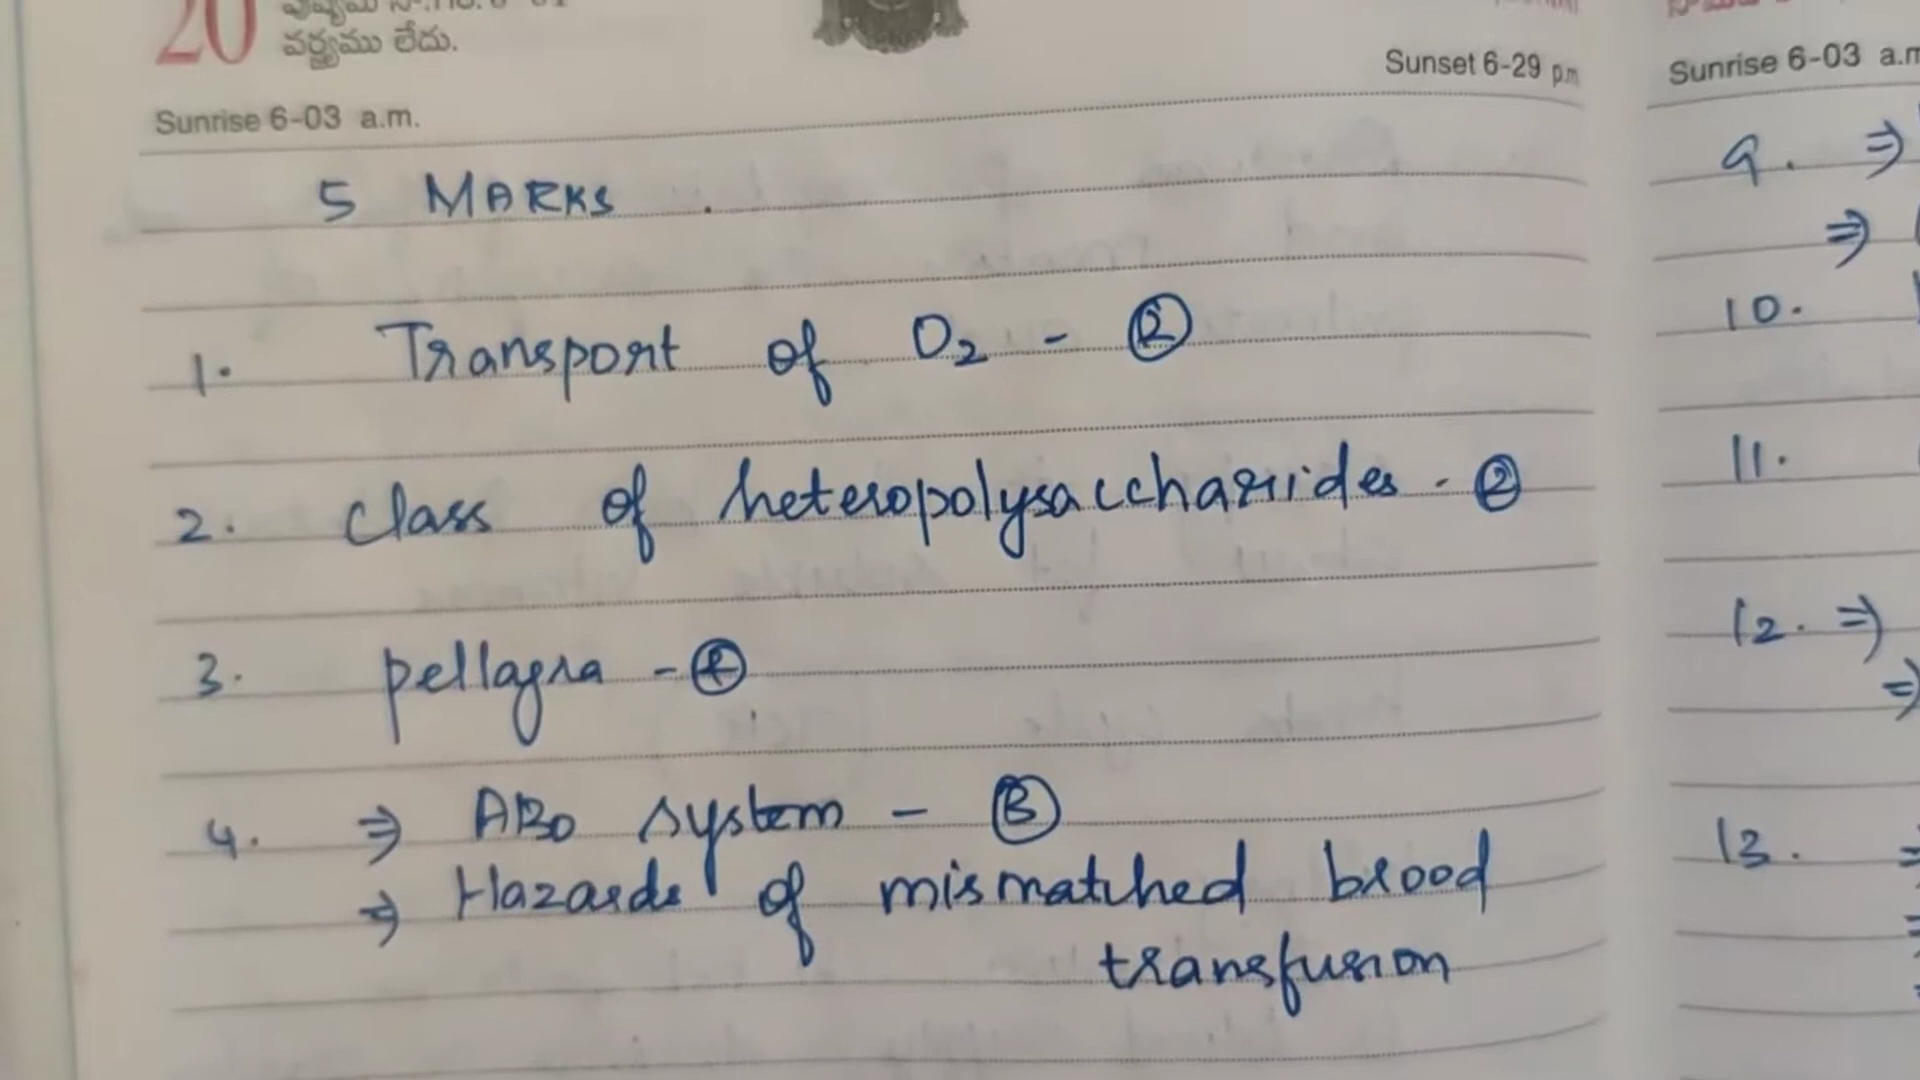 20
వర్జ్యము లేదు.
Sunset 6-29 p.m
Sunrise 6-03 a.m.
5 MARKS .
1. Transport of O₂ - ②
2. class of heteropolysaccharides - ②
3. pellagra -
4. ⇒ ABO system - Ⓑ
⇒ Hazards of mismatched blood
transfusion
Sunrise 6-03 a.m
9. ⇒
⇒
10.
11.
12. ⇒
⇒
13.